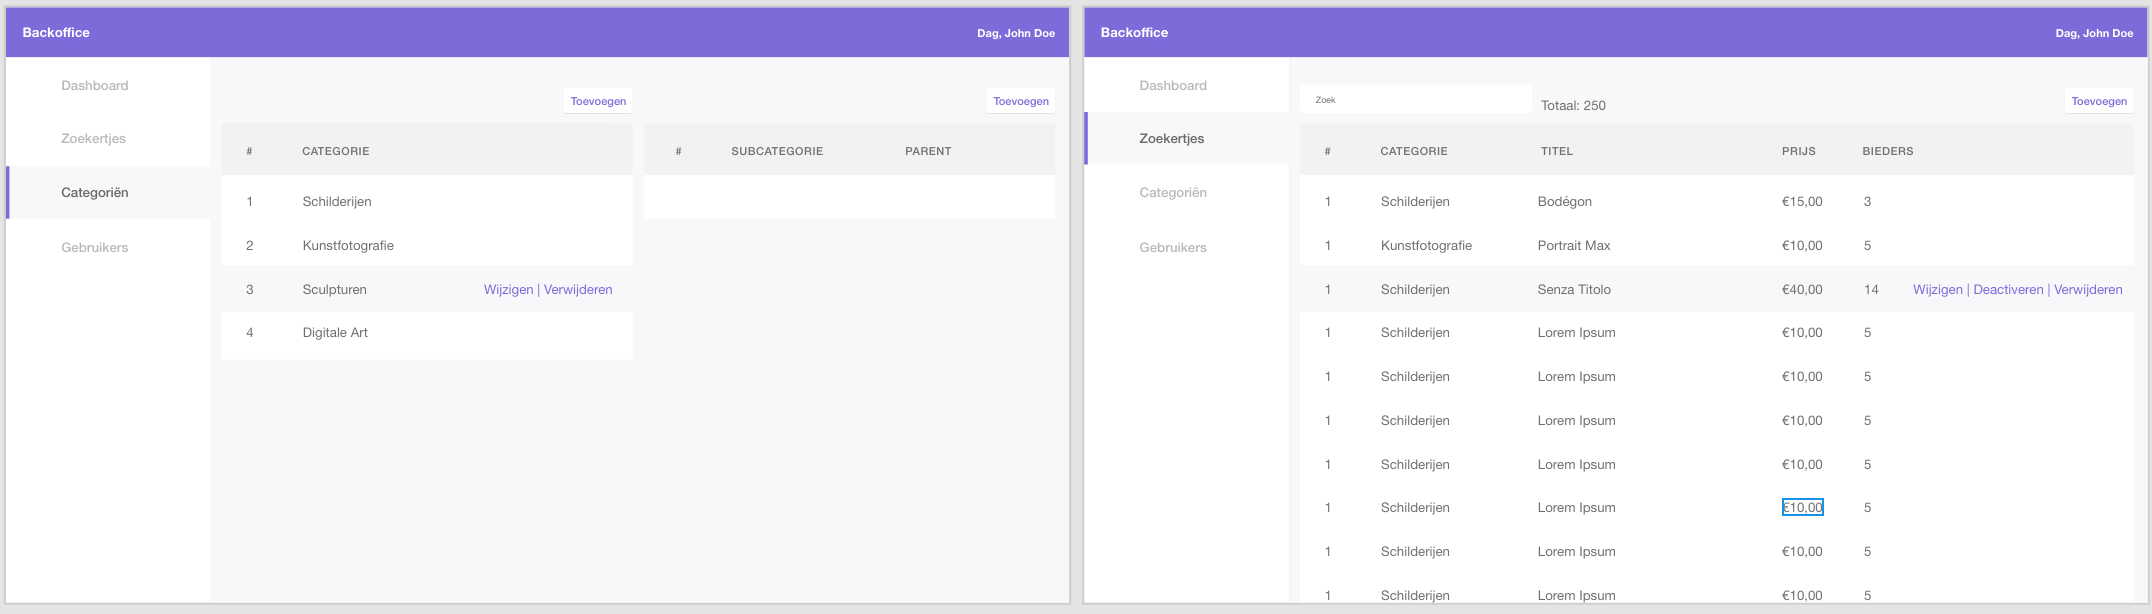 Backoffice
Dag, John Doe
Dashboard
Zoekertjes
Categoriën
Gebruikers
Toevoegen
Toevoegen
# CATEGORIE
1 Schilderijen
2 Kunstfotografie
3 Sculpturen Wijzigen | Verwijderen
4 Digitale Art
# SUBCATEGORIE PARENT
Backoffice
Dag, John Doe
Dashboard
Zoekertjes
Categoriën
Gebruikers
Zoek
Totaal: 250
Toevoegen
# CATEGORIE TITEL PRIJS BIEDERS
1 Schilderijen Bodégon €15,00 3
1 Kunstfotografie Portrait Max €10,00 5
1 Schilderijen Senza Titolo €40,00 14 Wijzigen | Deactiveren | Verwijderen
1 Schilderijen Lorem Ipsum €10,00 5
1 Schilderijen Lorem Ipsum €10,00 5
1 Schilderijen Lorem Ipsum €10,00 5
1 Schilderijen Lorem Ipsum €10,00 5
1 Schilderijen Lorem Ipsum €10,00 5
1 Schilderijen Lorem Ipsum €10,00 5
1 Schilderijen Lorem Ipsum €10,00 5